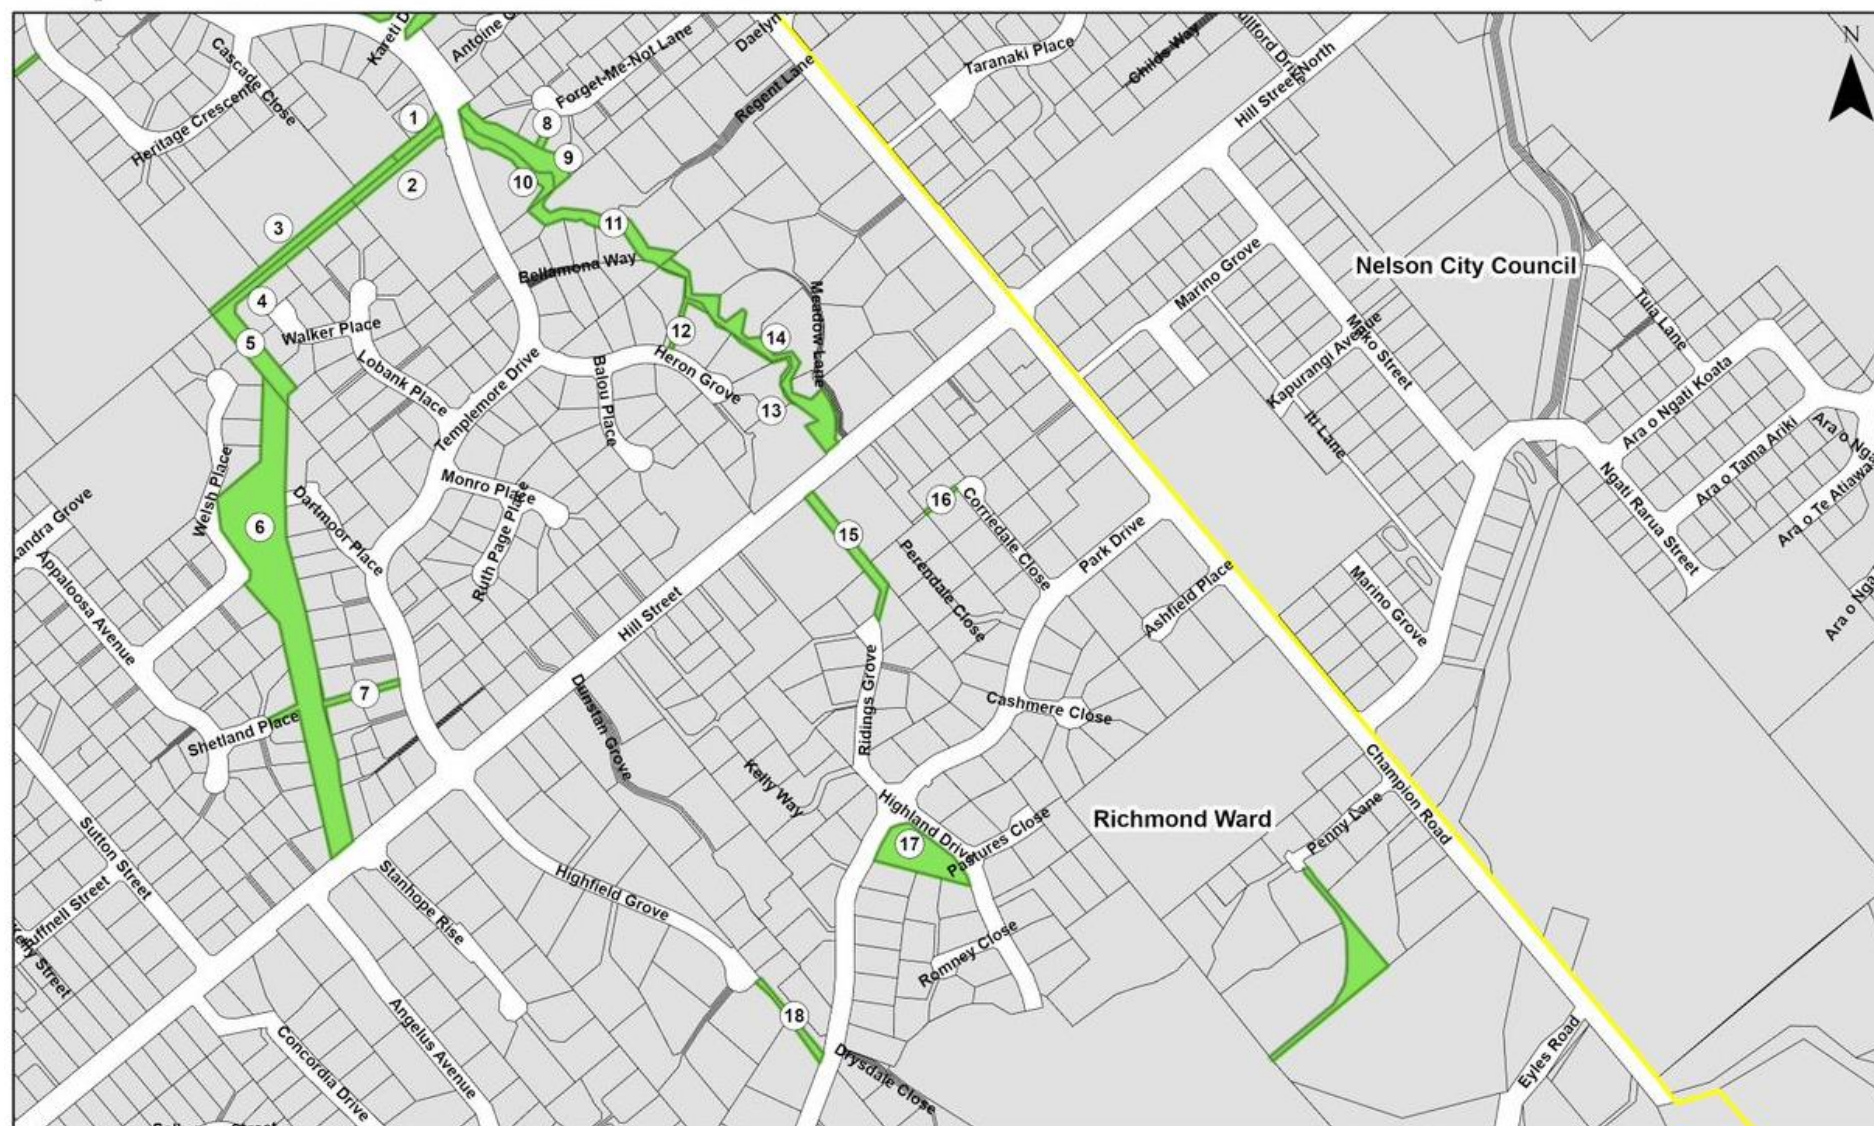 Cascade Close
Heritage Crescent
Antoine
Forget-Me-Not Lane
Regent Lane
Taranaki Place
Childs Way
Hill Street North
N
1
2
3
4
5
6
7
8
9
10
11
12
13
14
15
16
17
18
Bellamona Way
Meadow Lane
Walker Place
Lobank Place
Templemore Drive
Balou Place
Heron Grove
Monro Place
Ruth Page Place
Welsh Place
Dartmoor Place
Appaloosa Avenue
Shetland Place
Hill Street
Dunstan Grove
Corriedale Close
Perendale Close
Park Drive
Ashfield Place
Cashmere Close
Ridings Grove
Kelly Way
Highland Drive
Pastures Close
Romney Close
Richmond Ward
Nelson City Council
Marino Grove
Mako Street
Kapurangi Avenue
Iti Lane
Tuia Lane
Ara o Ngati Koata
Ara o Tama Ariki
Ara o Te Atiawa
Ngati Rarua Street
Marino Grove
Champion Road
Penny Lane
Eyles Road
Sutton Street
Stanhope Rise
Highfield Grove
Angelus Avenue
Concordia Drive
Drysdale Close